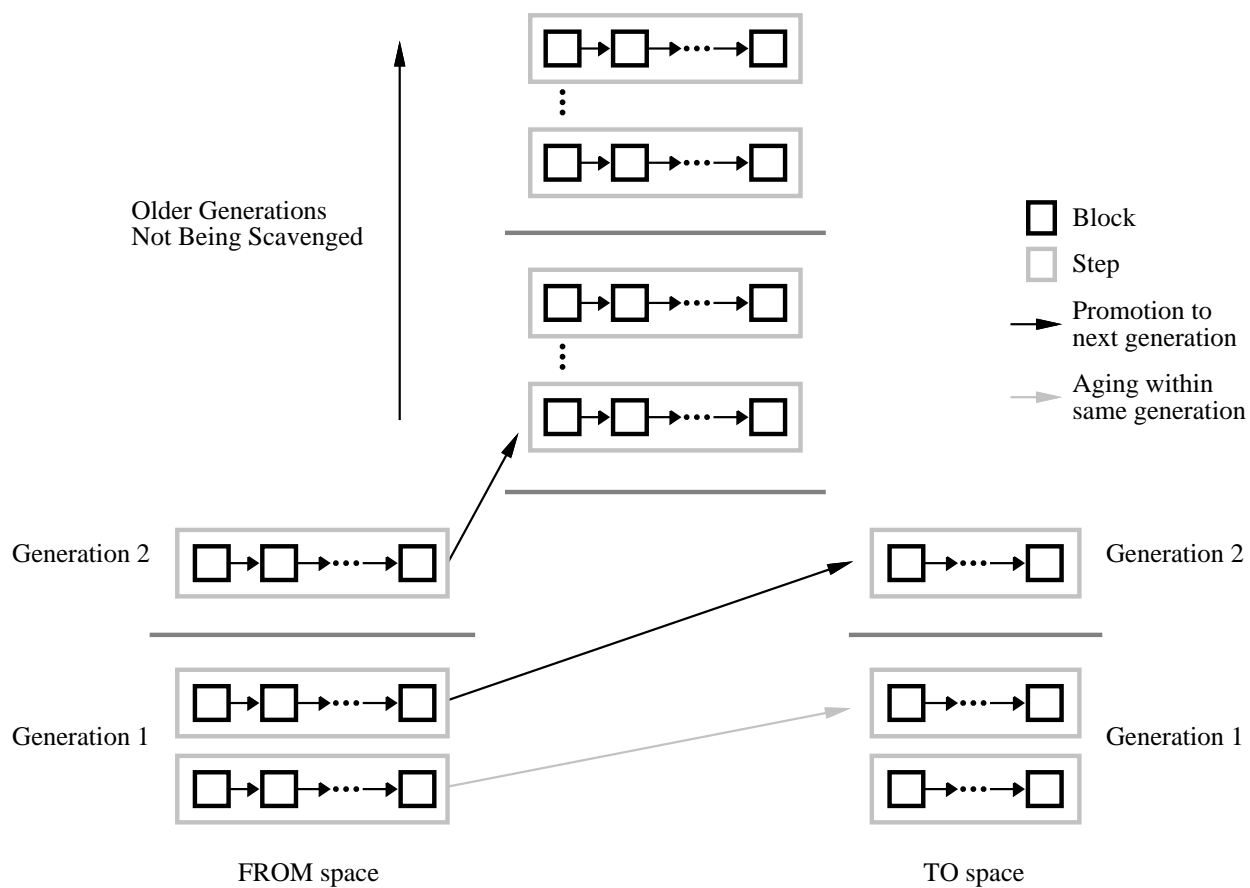 Older Generations
Not Being Scavenged
Block
Step
Promotion to
next generation
Aging within
same generation
Generation 2
Generation 2
Generation 1
Generation 1
FROM space
TO space